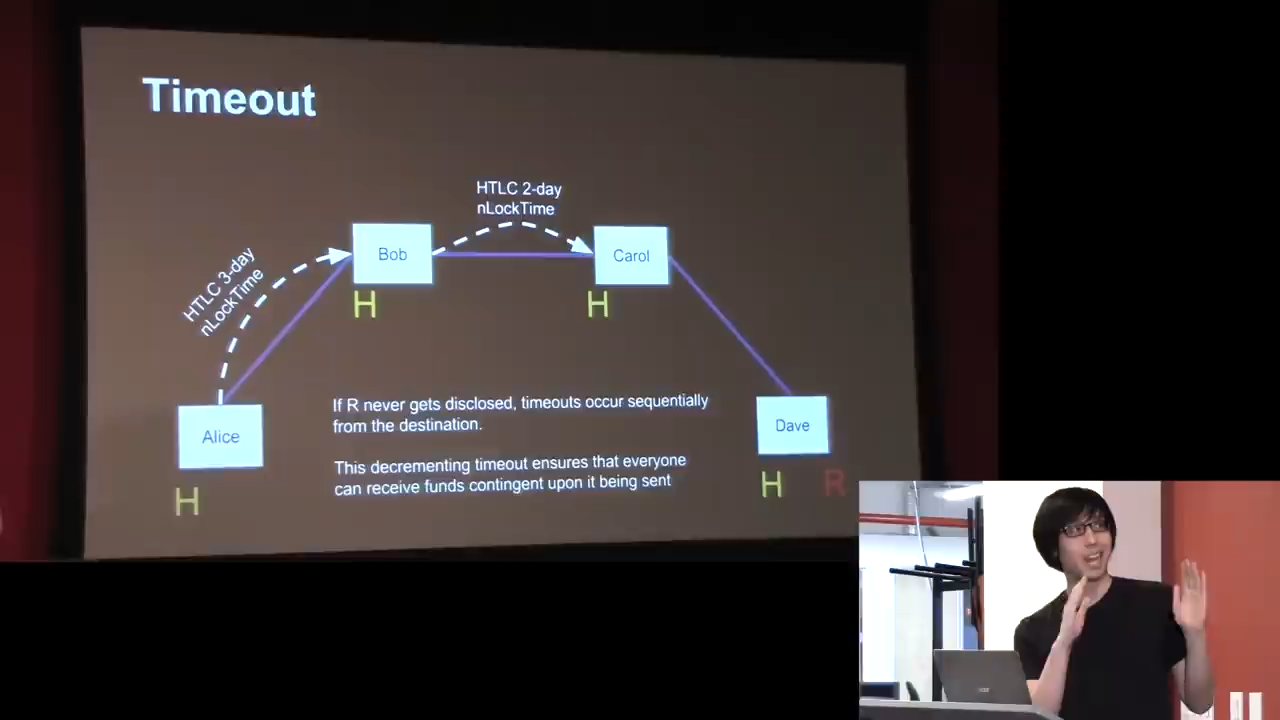 Timeout
HTLC 2-day
nLockTime
Bob
Carol
HTLC 3-day
nLockTime
H
H
If R never gets disclosed, timeouts occur sequentially
from the destination.
Alice
Dave
This decrementing timeout ensures that everyone
can receive funds contingent upon it being sent
H
H
R